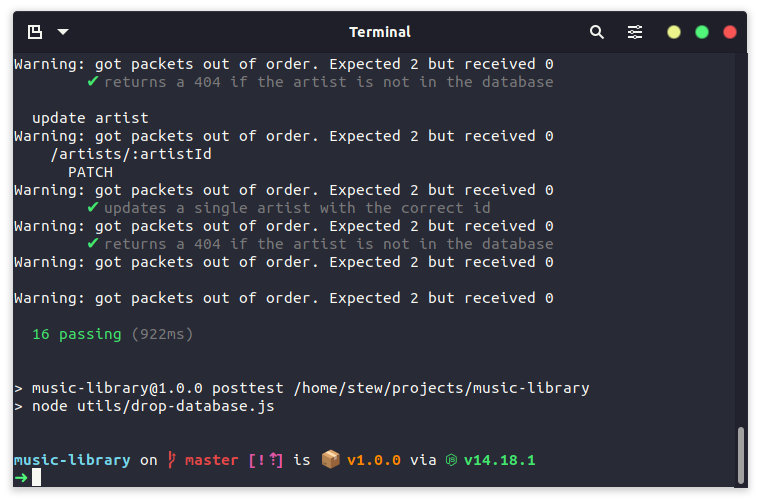 Terminal
Warning: got packets out of order. Expected 2 but received 0
✔ returns a 404 if the artist is not in the database
update artist
Warning: got packets out of order. Expected 2 but received 0
/artists/:artistId
PATCH
Warning: got packets out of order. Expected 2 but received 0
✔ updates a single artist with the correct id
Warning: got packets out of order. Expected 2 but received 0
✔ returns a 404 if the artist is not in the database
Warning: got packets out of order. Expected 2 but received 0
Warning: got packets out of order. Expected 2 but received 0
16 passing (922ms)
> music-library@1.0.0 posttest /home/stew/projects/music-library
> node utils/drop-database.js
music-library on master [!⇡] is 📦 v1.0.0 via v14.18.1
➜